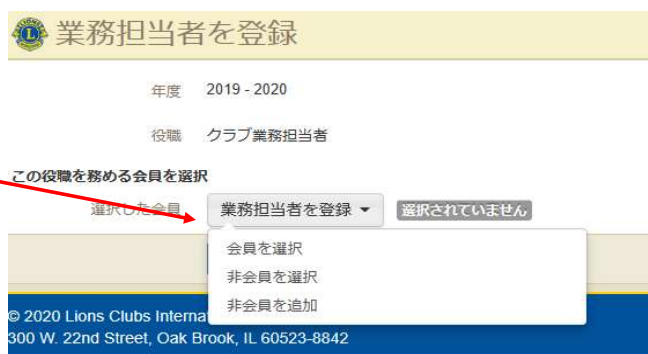 業務担当者を登録
年度 2019 - 2020
役職 クラブ業務担当者
この役職を務める会員を選択
選択した会員 業務担当者を登録 選択されていません
会員を選択
非会員を選択
非会員を追加
© 2020 Lions Clubs Interna
300 W. 22nd Street, Oak Brook, IL 60523-8842